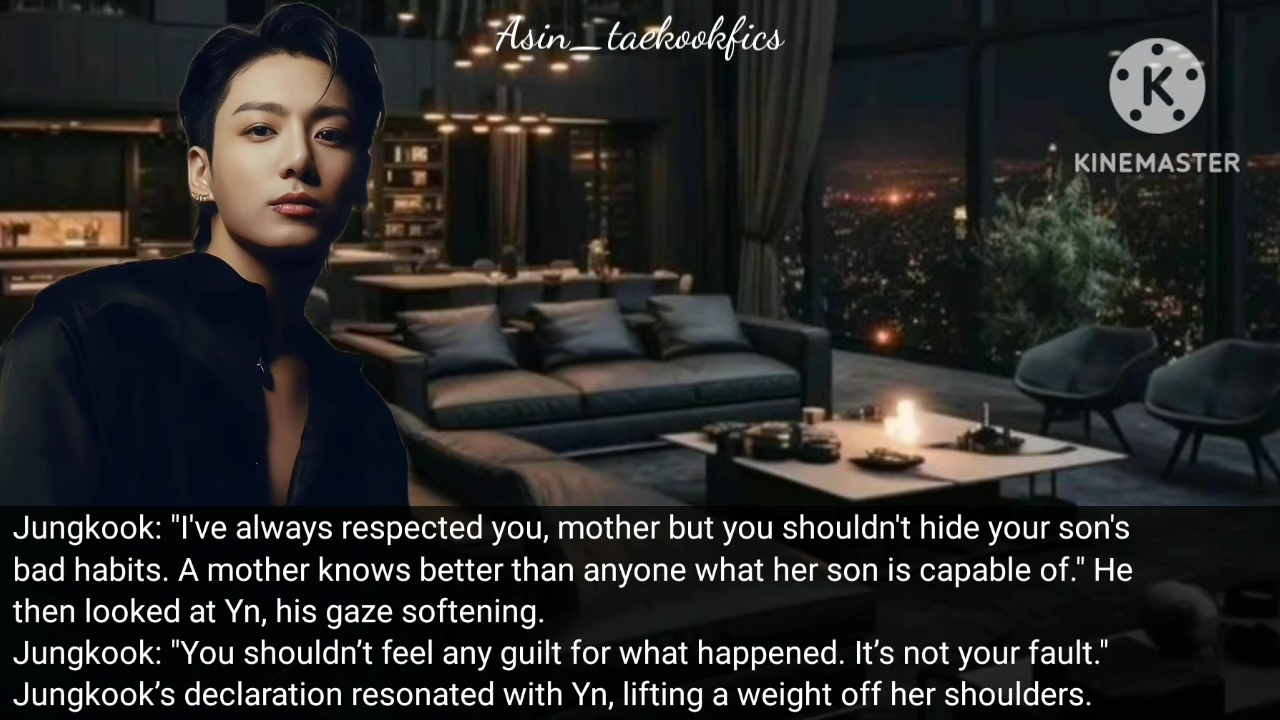 Asin_taekookfics
K
KINEMASTER
Jungkook: "I've always respected you, mother but you shouldn't hide your son's
bad habits. A mother knows better than anyone what her son is capable of." He
then looked at Yn, his gaze softening.
Jungkook: "You shouldn’t feel any guilt for what happened. It’s not your fault."
Jungkook’s declaration resonated with Yn, lifting a weight off her shoulders.